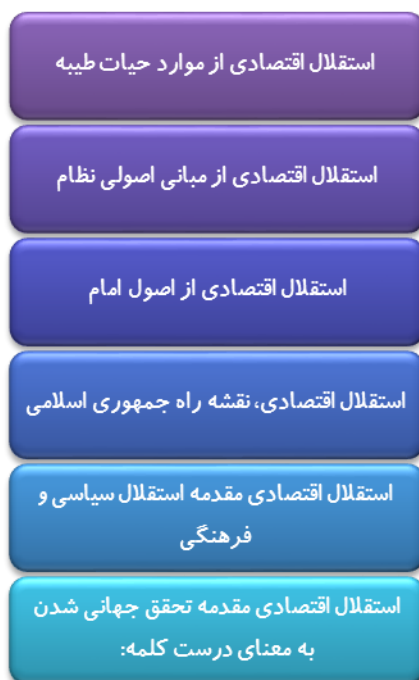 استقلال اقتصادی از موارد حیات طیبه
استقلال اقتصادی از مبانی اصولی نظام
استقلال اقتصادی از اصول امام
استقلال اقتصادی، نقشه راه جمهوری اسلامی
استقلال اقتصادی مقدمه استقلال سیاسی و
فرهنگی
استقلال اقتصادی مقدمه تحقق جهانی شدن
به معنای درست کلمه: